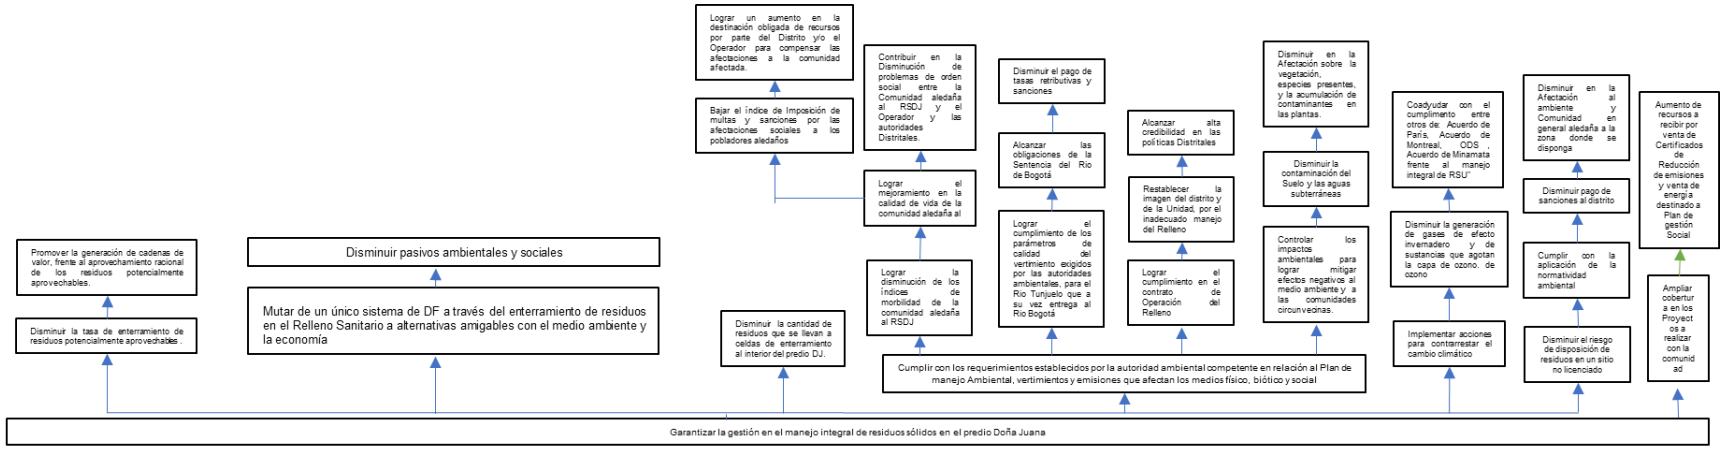 Lograr un aumento en la
destinación obligada de recursos
por parte del Distrito y/o el
Operador para compensar las
afectaciones a la comunidad
afectada.
Bajar el índice de Imposición de
multas y sanciones por las
afectaciones sociales a los
pobladores aledaños
Contribuir en la
Disminución de
problemas de orden
social entre la
Comunidad aledaña
al RSDJ y el
Operador y las
autoridades
Distritales.
Lograr el
mejoramiento en la
calidad de vida de la
comunidad aledaña al
Lograr la
disminución de los
índices de
morbilidad de la
comunidad aledaña
al RSDJ
Disminuir el pago de
tasas retributivas y
sanciones
Alcanzar las
obligaciones de la
Sentencia del Rio
de Bogotá
Lograr el
cumplimiento de los
parámetros de
calidad del
vertimiento exigidos
por las autoridades
ambientales, para el
Rio Tunjuelo que a
su vez entrega al
Rio Bogotá
Alcanzar alta
credibilidad en las
políticas Distritales
Restablecer la
imagen del distrito y
de la Unidad, por el
inadecuado manejo
del Relleno
Lograr el
cumplimiento en el
contrato de
Operación del
Relleno
Disminuir en la
Afectación sobre la
vegetación,
especies presentes,
y la acumulación de
contaminantes en
las plantas.
Disminuir la
contaminación del
Suelo y las aguas
subterráneas
Controlar los
impactos
ambientales para
lograr mitigar
efectos negativos al
medio ambiente y a
las comunidades
circunvecinas.
Coadyudar con el
cumplimento entre
otros de: Acuerdo de
París, Acuerdo de
Montreal, ODS ,
Acuerdo de Minamata
frente al manejo
integral de RSU"
Disminuir la generación
de gases de efecto
invernadero y de
sustancias que agotan
la capa de ozono. de
ozono
Implementar acciones
para contrarrestar el
cambio climático
Disminuir en la
Afectación al
ambiente y
Comunidad en
general aledaña a la
zona donde se
disponga
Disminuir pago de
sanciones al distrito
Cumplir con la
aplicación de la
normatividad
ambiental
Disminuir el riesgo
de disposición de
residuos en un sitio
no licenciado
Aumento de
recursos a
recibir por
venta de
Certificados
de
Reducción
de emisiones
y venta de
energía
destinado a
Plan de
gestión
Social
Ampliar
cobertur
a en los
Proyect
os a
realizar
con la
comunid
ad
Promover la generación de cadenas de
valor, frente al aprovechamiento racional
de los residuos potencialmente
aprovechables.
Disminuir la tasa de enterramiento de
residuos potencialmente aprovechables .
Disminuir pasivos ambientales y sociales
Mutar de un único sistema de DF a través del enterramiento de residuos
en el Relleno Sanitario a alternativas amigables con el medio ambiente y
la economía
Disminuir la cantidad de
residuos que se llevan a
celdas de enterramiento
al interior del predio DJ.
Cumplir con los requerimientos establecidos por la autoridad ambiental competente en relación al Plan de
manejo Ambiental, vertimientos y emisiones que afectan los medios físico, biótico y social
Garantizar la gestión en el manejo integral de residuos sólidos en el predio Doña Juana